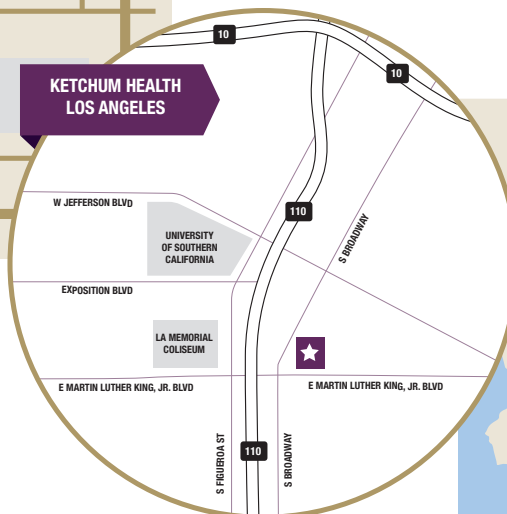 10
10
KETCHUM HEALTH
LOS ANGELES
W JEFFERSON BLVD
110
UNIVERSITY
OF SOUTHERN
CALIFORNIA
S BROADWAY
EXPOSITION BLVD
LA MEMORIAL
COLISEUM
E MARTIN LUTHER KING, JR. BLVD
E MARTIN LUTHER KING, JR. BLVD
S FIGUEROA ST
110
S BROADWAY